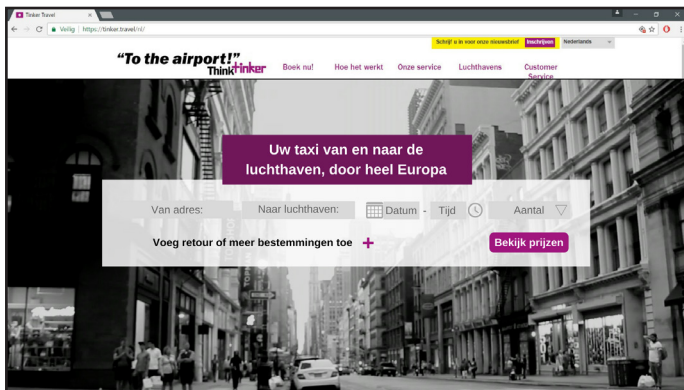 Tinker Travel
Veilig | https://tinker.travel/nl/
Schrijf u in voor onze nieuwsbrief Inschrijven Nederlands
"To the airport!"
Think tinker
Boek nu! Hoe het werkt Onze service Luchthavens Customer Service
Uw taxi van en naar de
luchthaven, door heel Europa
Van adres: Naar luchthaven: Datum - Tijd Aantal
Voeg retour of meer bestemmingen toe + Bekijk prijzen